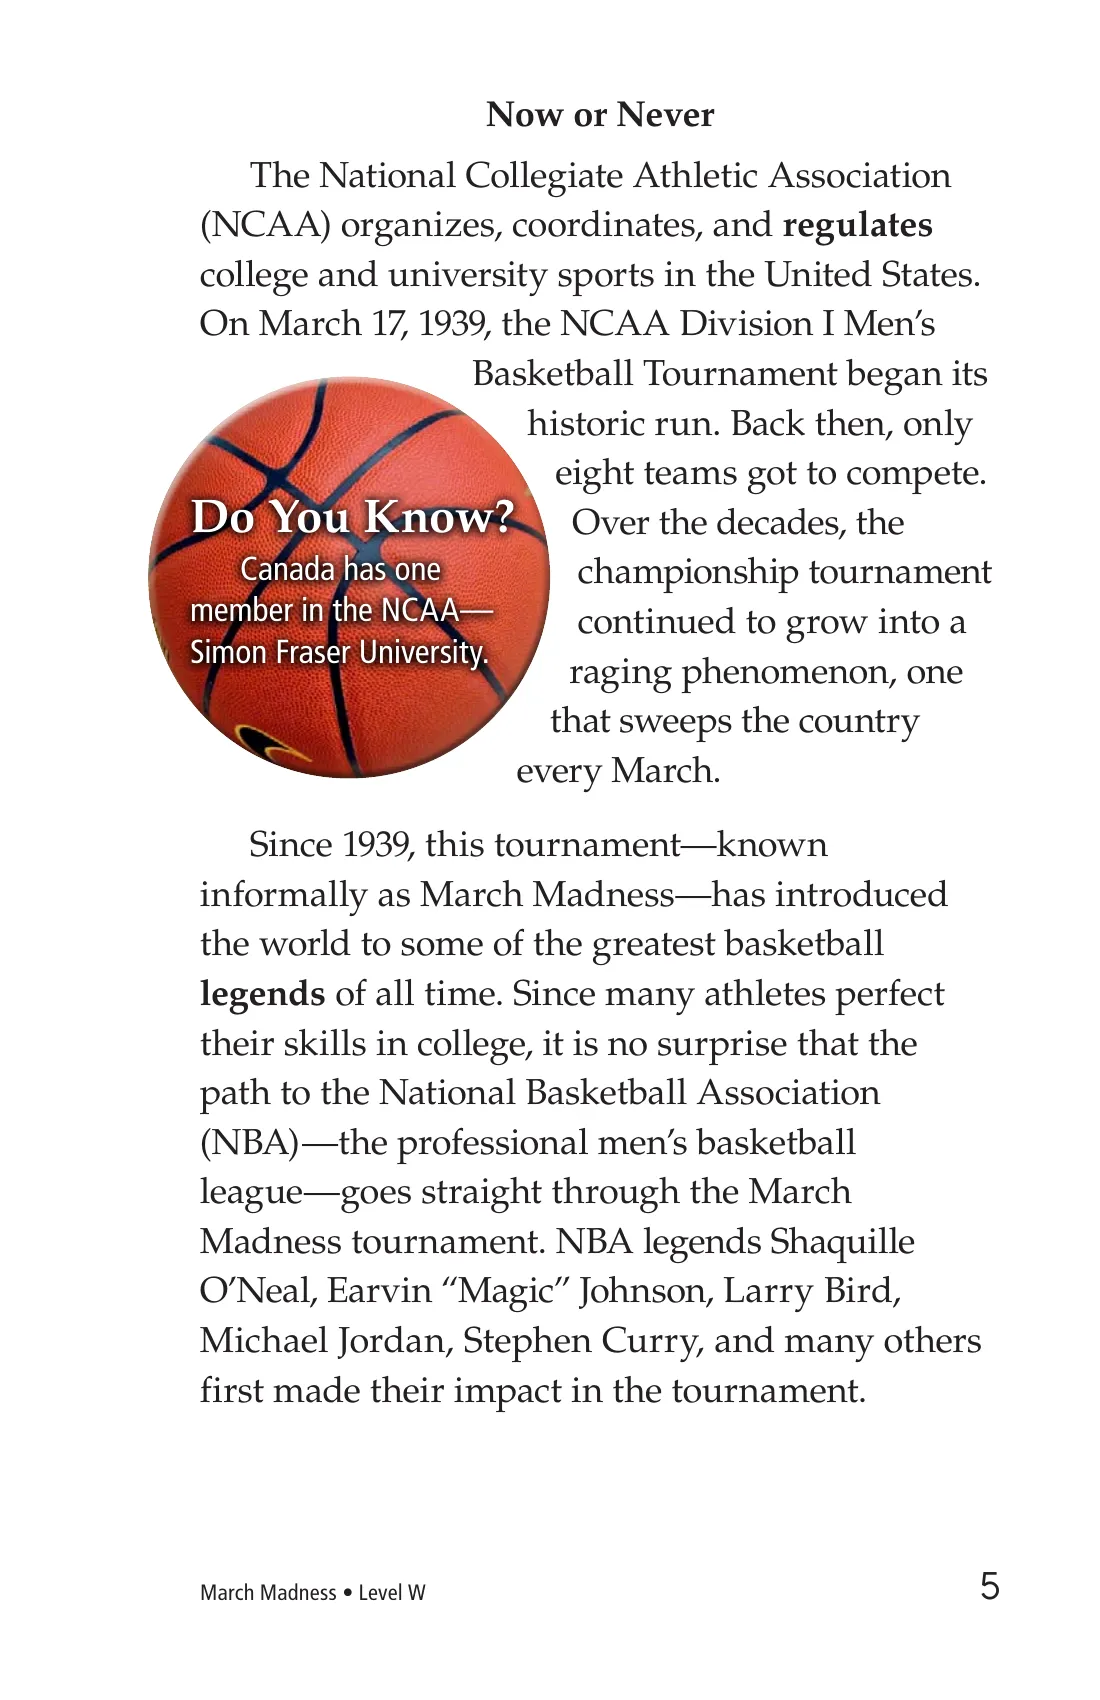 Now or Never
The National Collegiate Athletic Association
(NCAA) organizes, coordinates, and regulates
college and university sports in the United States.
On March 17, 1939, the NCAA Division I Men’s
Basketball Tournament began its
historic run. Back then, only
eight teams got to compete.
Over the decades, the
championship tournament
continued to grow into a
raging phenomenon, one
that sweeps the country
every March.
Do You Know?
Canada has one
member in the NCAA—
Simon Fraser University.
Since 1939, this tournament—known
informally as March Madness—has introduced
the world to some of the greatest basketball
legends of all time. Since many athletes perfect
their skills in college, it is no surprise that the
path to the National Basketball Association
(NBA)—the professional men’s basketball
league—goes straight through the March
Madness tournament. NBA legends Shaquille
O’Neal, Earvin “Magic” Johnson, Larry Bird,
Michael Jordan, Stephen Curry, and many others
first made their impact in the tournament.
March Madness • Level W
5